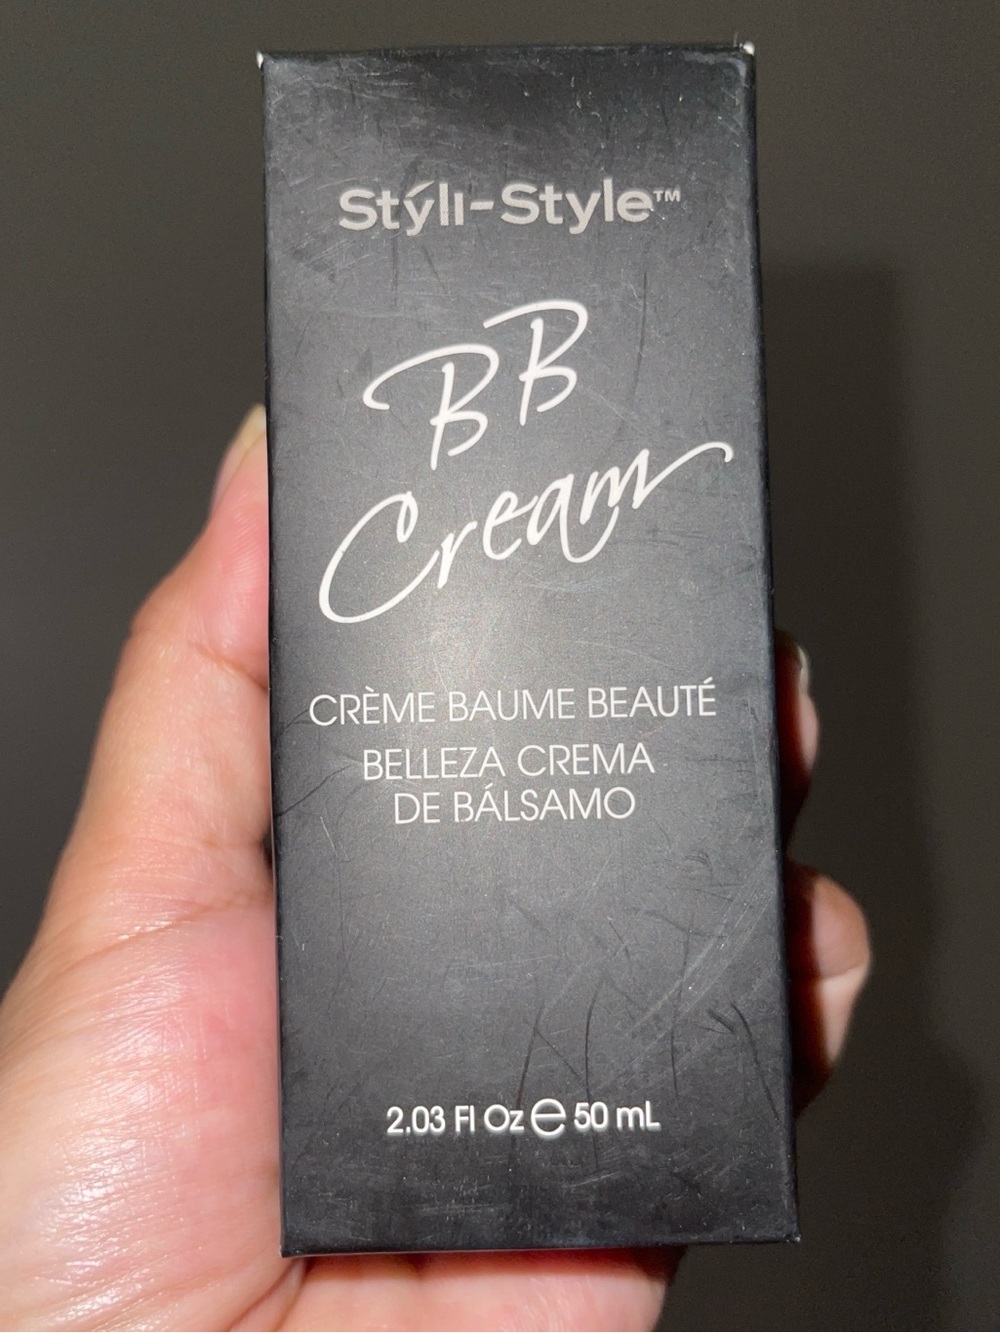 Stýlı-Style™
BB
Cream
CRÈME BAUME BEAUTÉ
BELLEZA CREMA
DE BÁLSAMO
2.03 Fl Oz ℮ 50 mL